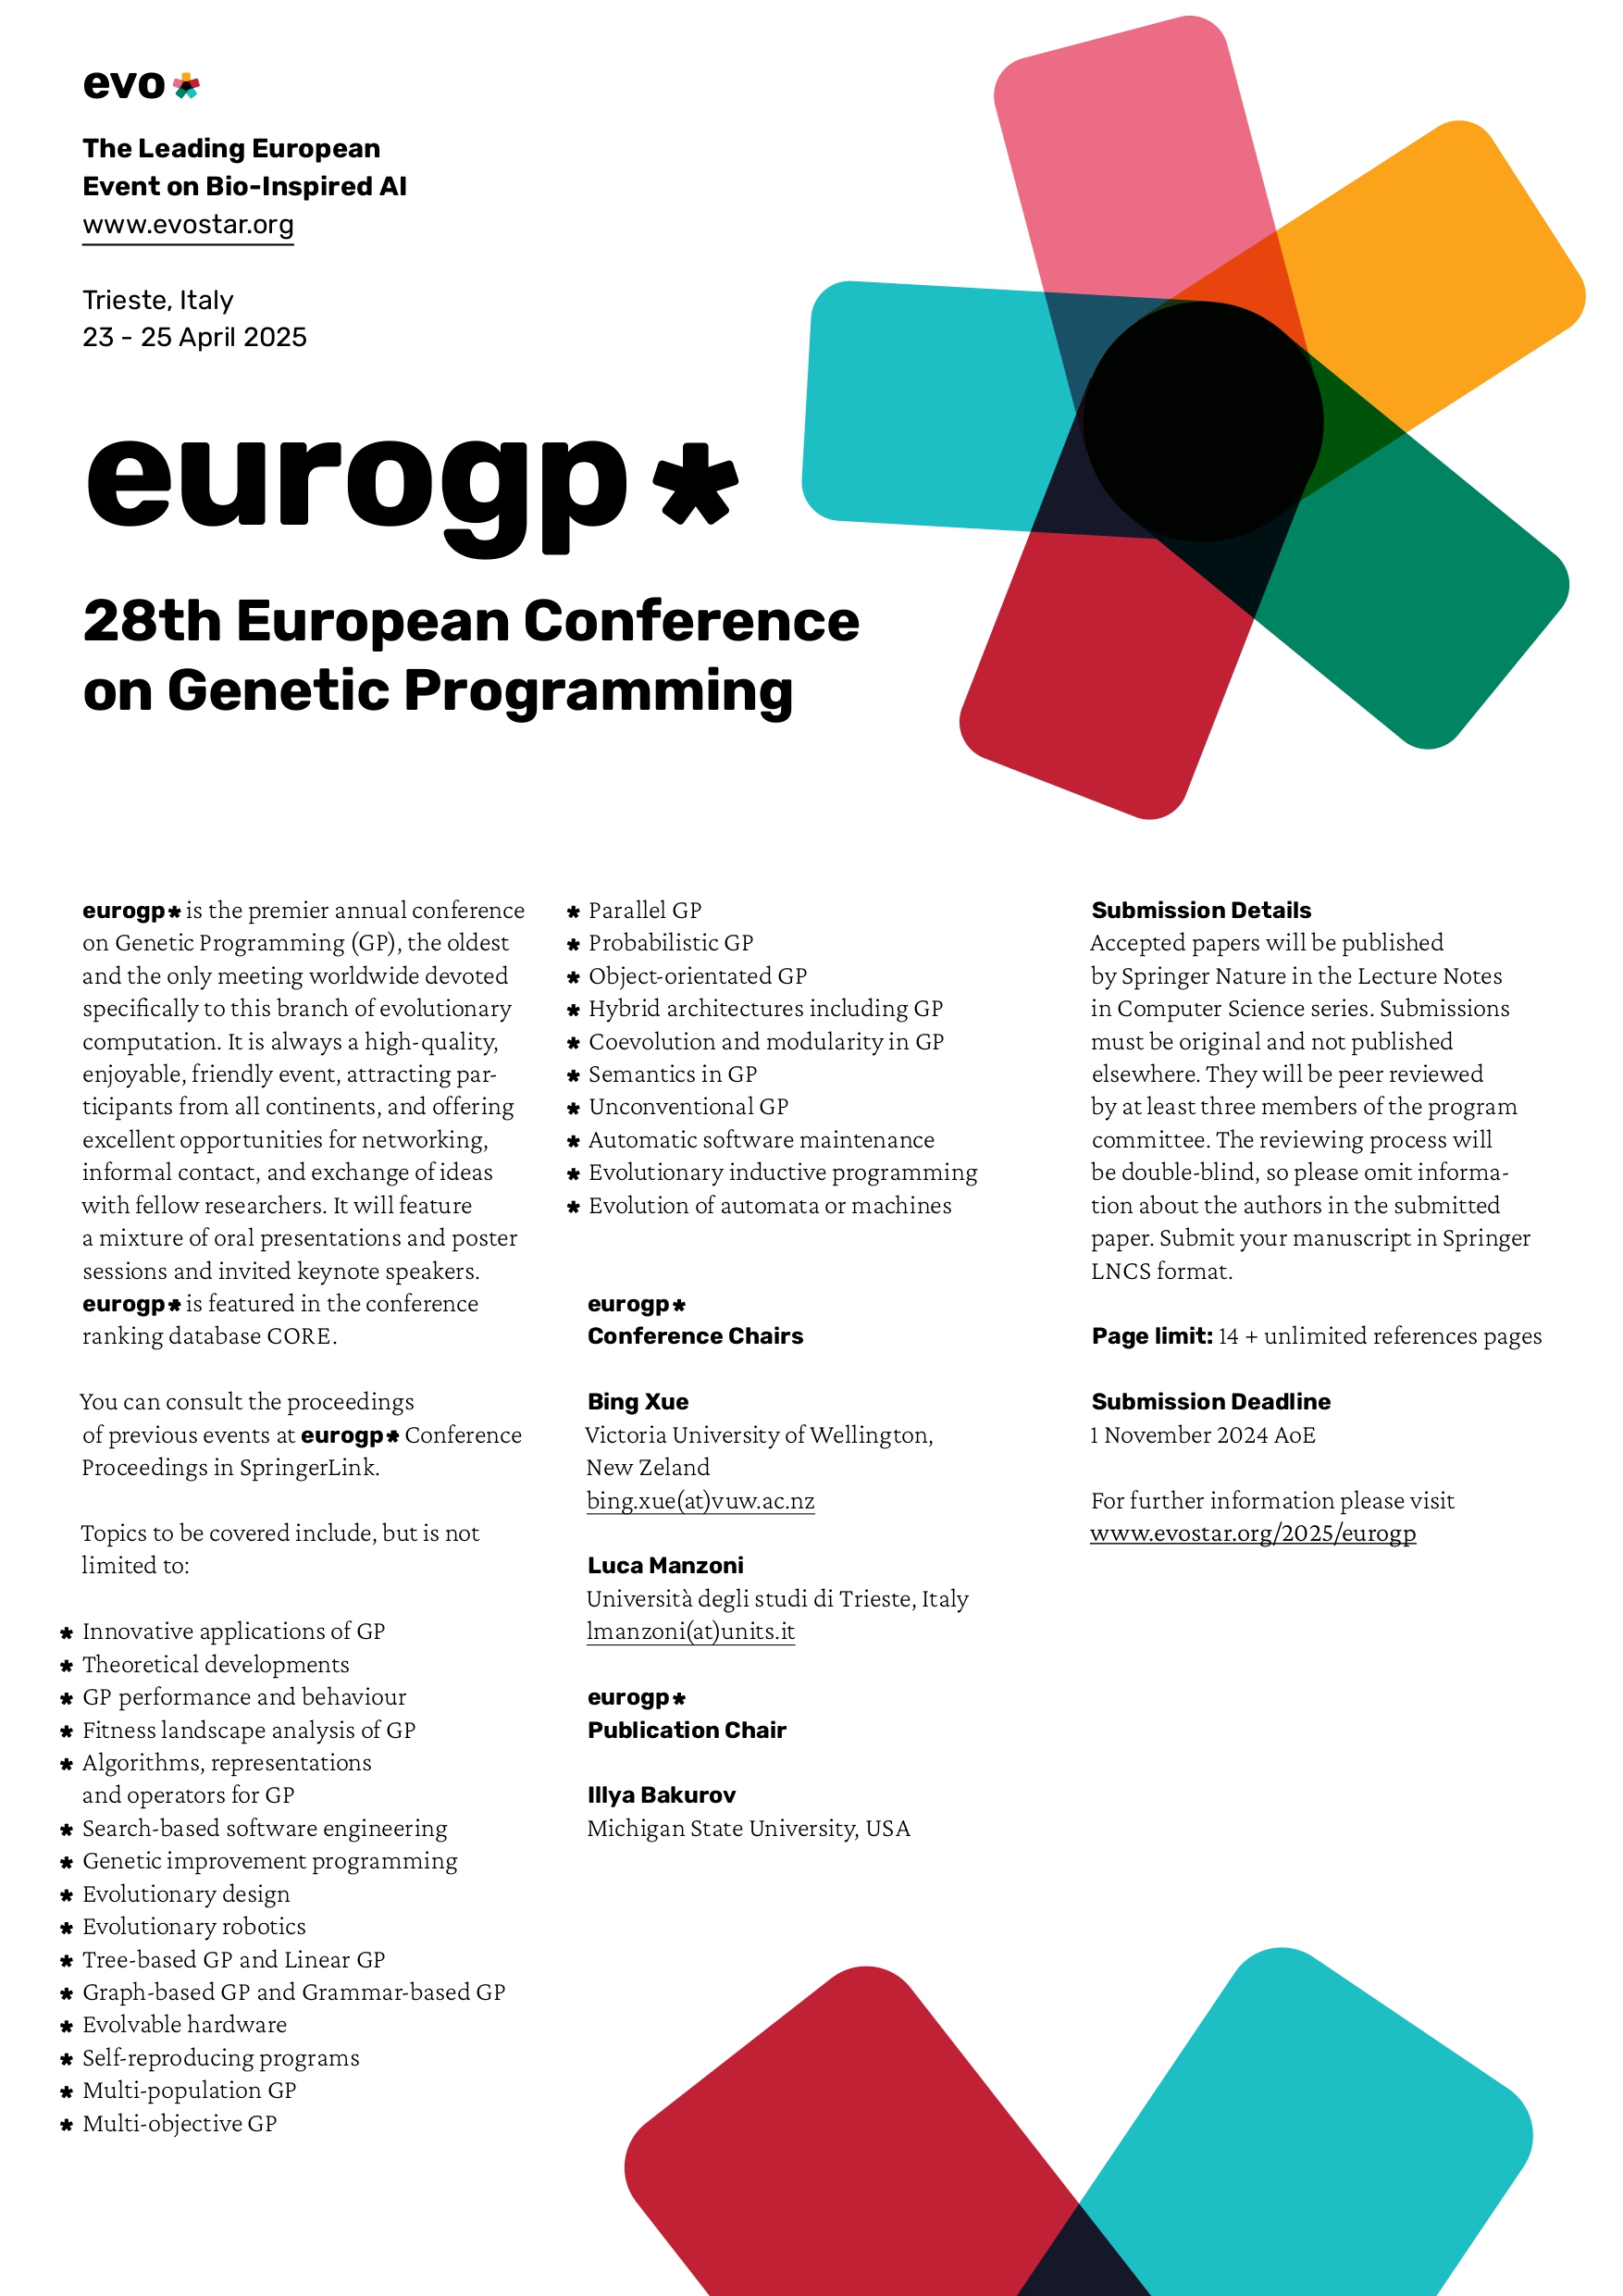 evo*
The Leading European
Event on Bio-Inspired AI
www.evostar.org
Trieste, Italy
23 - 25 April 2025
eurogp*
28th European Conference
on Genetic Programming
eurogp* is the premier annual conference
on Genetic Programming (GP), the oldest
and the only meeting worldwide devoted
specifically to this branch of evolutionary
computation. It is always a high-quality,
enjoyable, friendly event, attracting par-
ticipants from all continents, and offering
excellent opportunities for networking,
informal contact, and exchange of ideas
with fellow researchers. It will feature
a mixture of oral presentations and poster
sessions and invited keynote speakers.
eurogp* is featured in the conference
ranking database CORE.
You can consult the proceedings
of previous events at eurogp* Conference
Proceedings in SpringerLink.
Topics to be covered include, but is not
limited to:
* Innovative applications of GP
* Theoretical developments
* GP performance and behaviour
* Fitness landscape analysis of GP
* Algorithms, representations
and operators for GP
* Search-based software engineering
* Genetic improvement programming
* Evolutionary design
* Evolutionary robotics
* Tree-based GP and Linear GP
* Graph-based GP and Grammar-based GP
* Evolvable hardware
* Self-reproducing programs
* Multi-population GP
* Multi-objective GP
* Parallel GP
* Probabilistic GP
* Object-orientated GP
* Hybrid architectures including GP
* Coevolution and modularity in GP
* Semantics in GP
* Unconventional GP
* Automatic software maintenance
* Evolutionary inductive programming
* Evolution of automata or machines
eurogp*
Conference Chairs
Bing Xue
Victoria University of Wellington,
New Zeland
bing.xue(at)vuw.ac.nz
Luca Manzoni
Università degli studi di Trieste, Italy
lmanzoni(at)units.it
eurogp*
Publication Chair
Illya Bakurov
Michigan State University, USA
Submission Details
Accepted papers will be published
by Springer Nature in the Lecture Notes
in Computer Science series. Submissions
must be original and not published
elsewhere. They will be peer reviewed
by at least three members of the program
committee. The reviewing process will
be double-blind, so please omit informa-
tion about the authors in the submitted
paper. Submit your manuscript in Springer
LNCS format.
Page limit: 14 + unlimited references pages
Submission Deadline
1 November 2024 AoE
For further information please visit
www.evostar.org/2025/eurogp